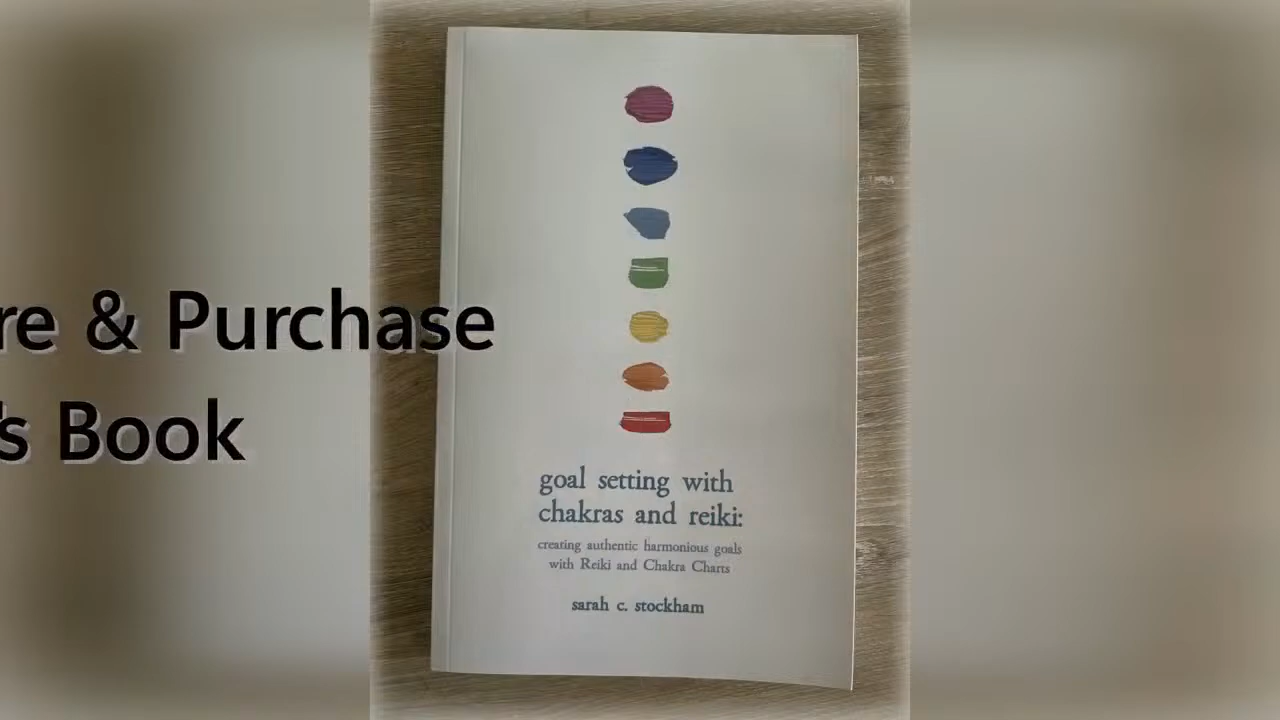 re & Purchase
's Book
goal setting with
chakras and reiki:
creating authentic harmonious goals
with Reiki and Chakra Charts
sarah c. stockham